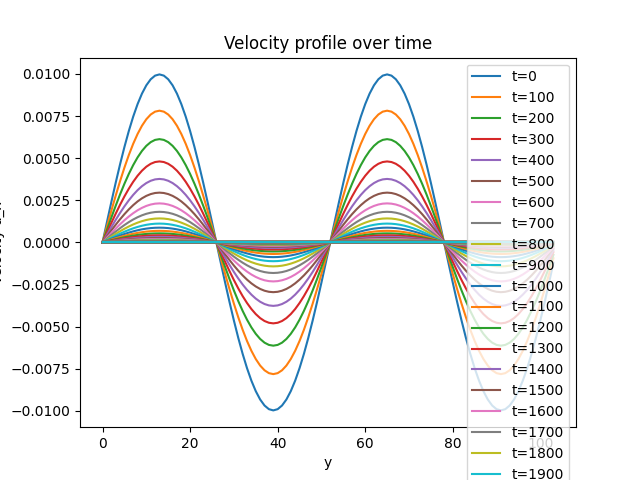 Velocity profile over time
0.0100
0.0075
0.0050
0.0025
0.0000
−0.0025
−0.0050
−0.0075
−0.0100
0
20
40
60
80
100
y
t=0
t=100
t=200
t=300
t=400
t=500
t=600
t=700
t=800
t=900
t=1000
t=1100
t=1200
t=1300
t=1400
t=1500
t=1600
t=1700
t=1800
t=1900